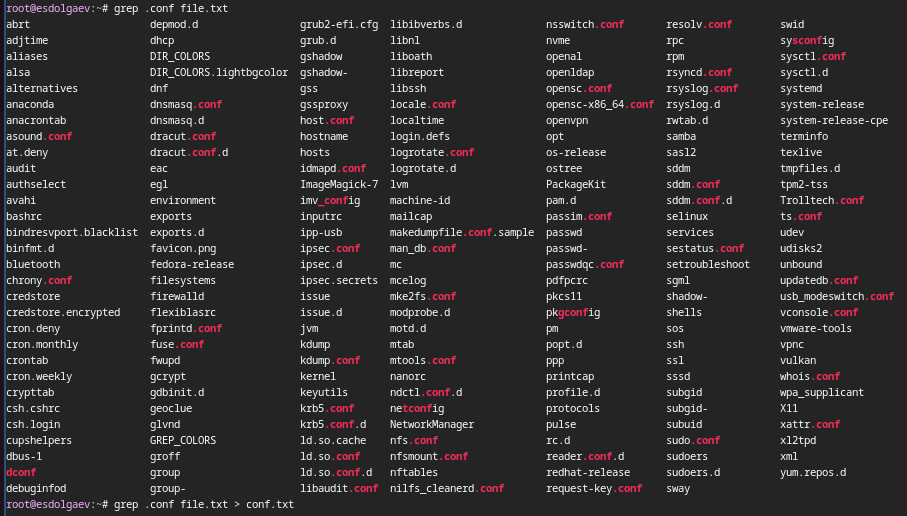 root@esdolgaev:~# grep .conf file.txt
abrt depmod.d grub2-efi.cfg libibverbs.d nsswitch.conf resolv.conf swid
adjtime dhcp grub.d libnl nvme rpc sysconfig
aliases DIR_COLORS gshadow liboath openal rpm sysctl.conf
alsa DIR_COLORS.lightbgcolor gshadow- libreport openldap rsyncd.conf sysctl.d
alternatives dnf gss libssh opensc.conf rsyslog.conf systemd
anaconda dnsmasq.conf gssproxy locale.conf opensc-x86_64.conf rsyslog.d system-release
anacrontab dnsmasq.d host.conf localtime openvpn rwtab.d system-release-cpe
asound.conf dracut.conf hostname login.defs opt samba terminfo
at.deny dracut.conf.d hosts logrotate.conf os-release sasl2 texlive
audit eac idmapd.conf logrotate.d ostree sddm tmpfiles.d
authselect egl ImageMagick-7 lvm PackageKit sddm.conf tpm2-tss
avahi environment imv_config machine-id pam.d sddm.conf.d Trolltech.conf
bashrc exports inputrc mailcap passim.conf selinux ts.conf
bindresvport.blacklist exports.d ipp-usb makedumpfile.conf.sample passwd services udev
binfmt.d favicon.png ipsec.conf man_db.conf passwd- sestatus.conf udisks2
bluetooth fedora-release ipsec.d mc passwdqc.conf setroubleshoot unbound
chrony.conf filesystems ipsec.secrets mcelog pdfpcrc sgml updatedb.conf
credstore firewalld issue mke2fs.conf pkcs11 shadow- usb_modeswitch.conf
credstore.encrypted flexiblasrc issue.d modprobe.d pkgconfig shells vconsole.conf
cron.deny fprintd.conf jvm motd.d pm sos vmware-tools
cron.monthly fuse.conf kdump mtab popt.d ssh vpnc
crontab fwupd kdump.conf mtools.conf ppp ssl vulkan
cron.weekly gcrypt kernel nanorc printcap sssd whois.conf
crypttab gdbinit.d keyutils ndctl.conf.d profile.d subgid wpa_supplicant
csh.cshrc geoclue krb5.conf netconfig protocols subgid- X11
csh.login glvnd krb5.conf.d NetworkManager pulse subuid xattr.conf
cupshelpers GREP_COLORS ld.so.cache nfs.conf rc.d sudo.conf xl2tpd
dbus-1 groff ld.so.conf nfsmount.conf reader.conf.d sudoers xml
dconf group ld.so.conf.d nftables redhat-release sudoers.d yum.repos.d
debuginfod group- libaudit.conf nilfs_cleanerd.conf request-key.conf sway
root@esdolgaev:~# grep .conf file.txt > conf.txt